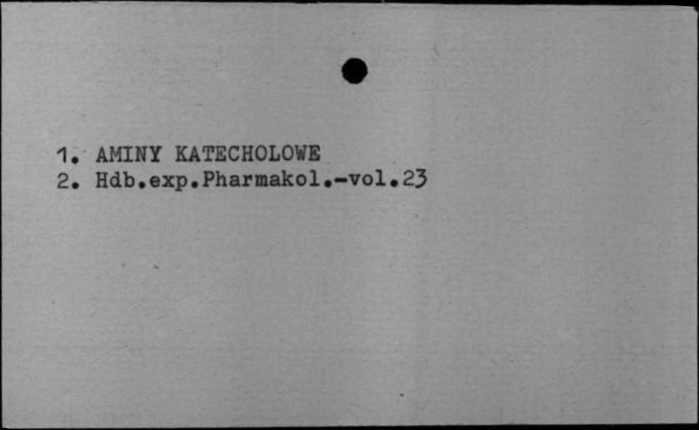 1. AMINY KATECHOLOWE
2. Hdb.exp.Pharmakol.-vol.23